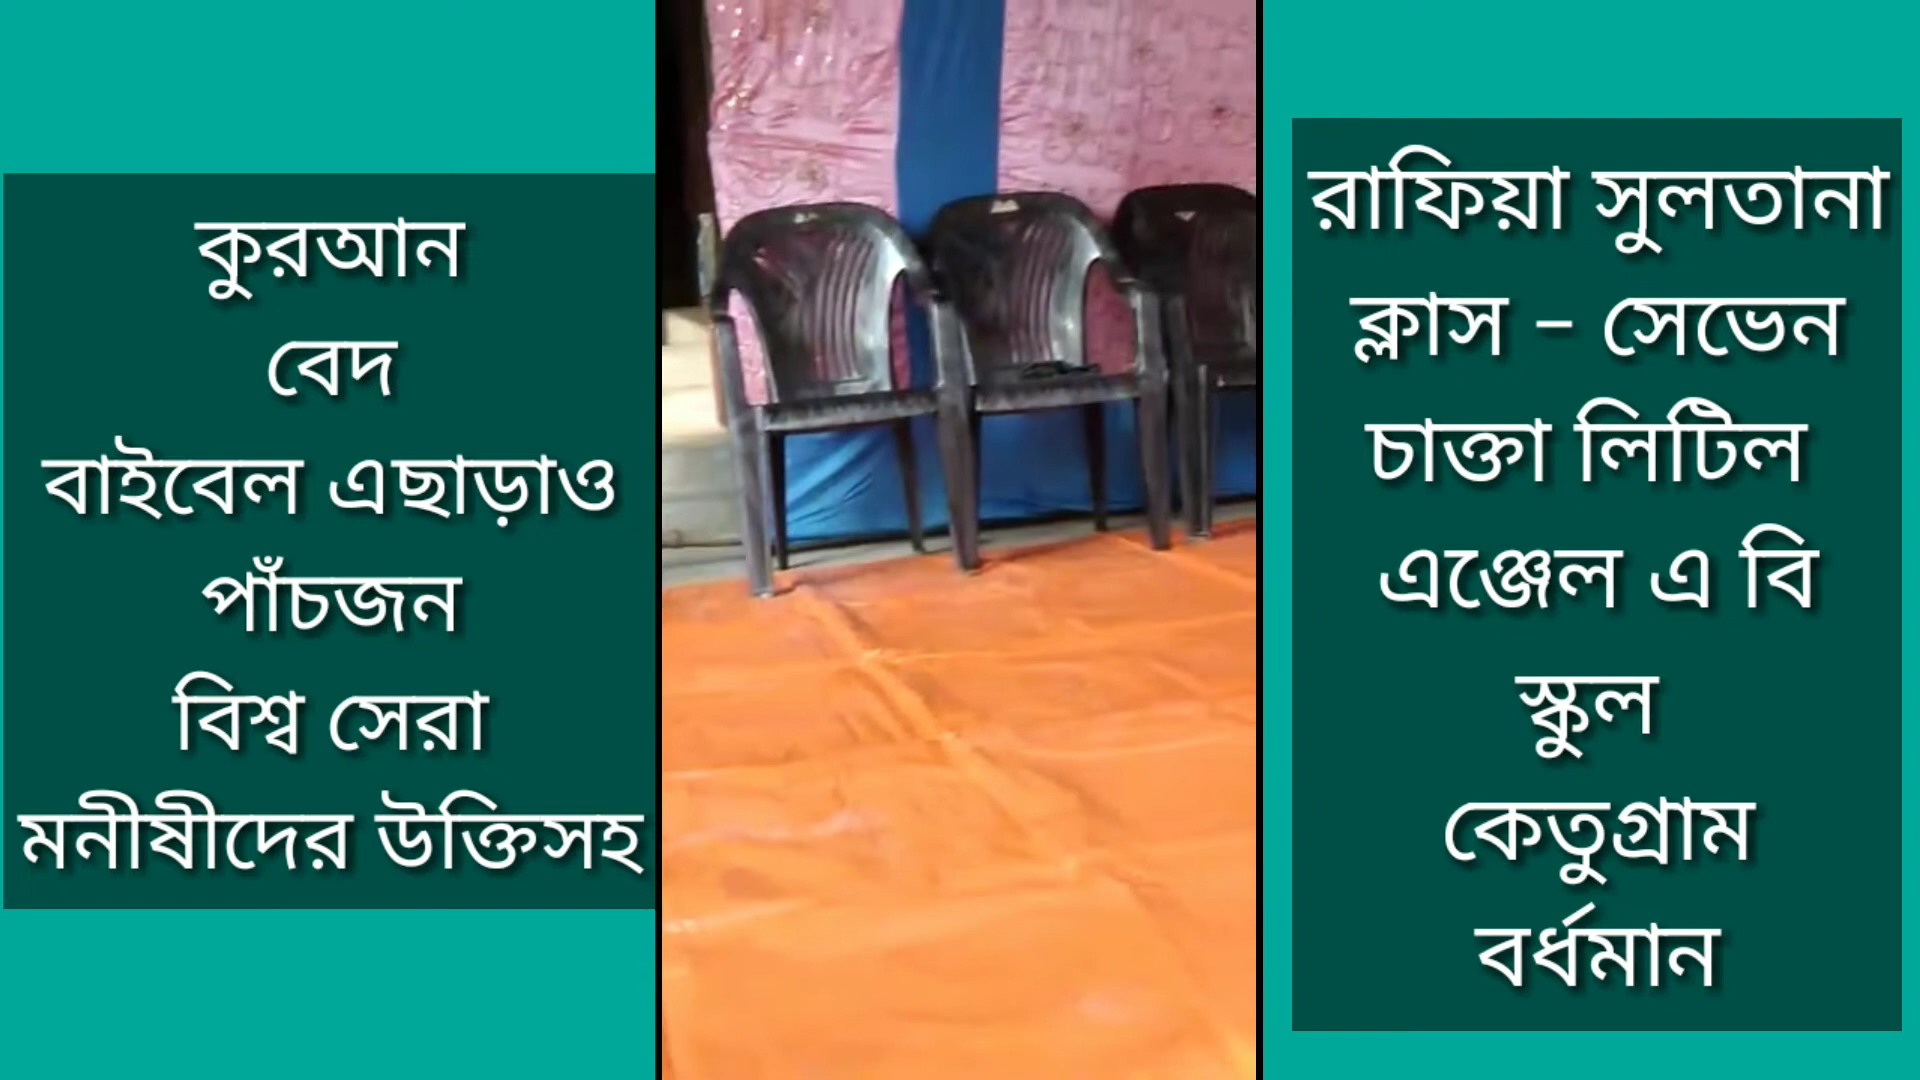 কুরআন
বেদ
বাইবেল এছাড়াও
পাঁচজন
বিশ্ব সেরা
মনীষীদের উক্তিসহ
রাফিয়া সুলতানা
ক্লাস – সেভেন
চাক্তা লিটিল
এঞ্জেল এ বি
স্কুল
কেতুগ্রাম
বর্ধমান